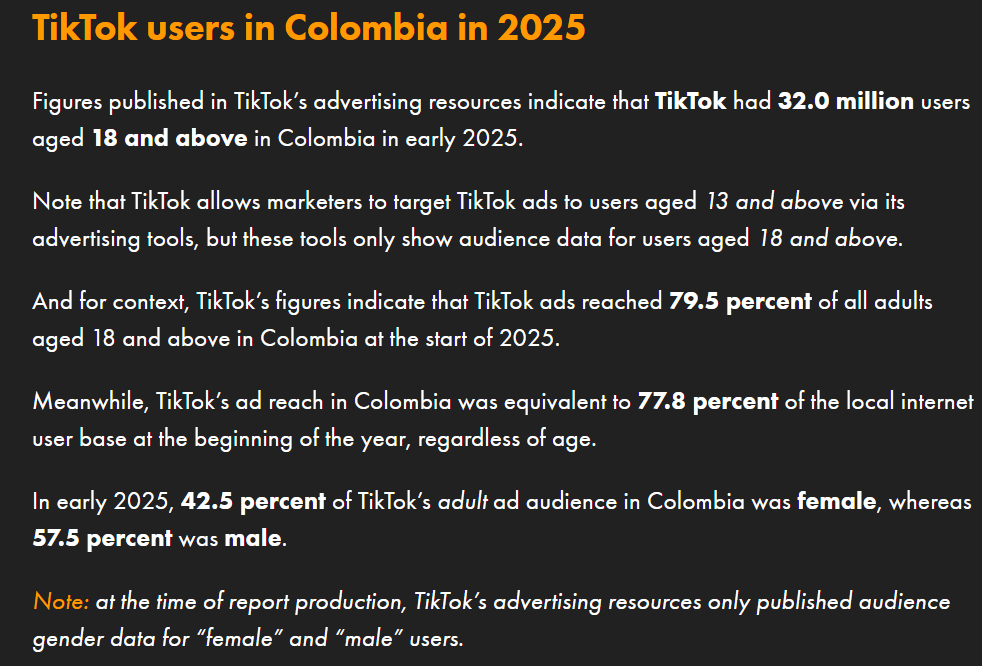 TikTok users in Colombia in 2025
Figures published in TikTok’s advertising resources indicate that TikTok had 32.0 million users
aged 18 and above in Colombia in early 2025.
Note that TikTok allows marketers to target TikTok ads to users aged 13 and above via its
advertising tools, but these tools only show audience data for users aged 18 and above.
And for context, TikTok’s figures indicate that TikTok ads reached 79.5 percent of all adults
aged 18 and above in Colombia at the start of 2025.
Meanwhile, TikTok’s ad reach in Colombia was equivalent to 77.8 percent of the local internet
user base at the beginning of the year, regardless of age.
In early 2025, 42.5 percent of TikTok’s adult ad audience in Colombia was female, whereas
57.5 percent was male.
Note: at the time of report production, TikTok’s advertising resources only published audience
gender data for “female” and “male” users.